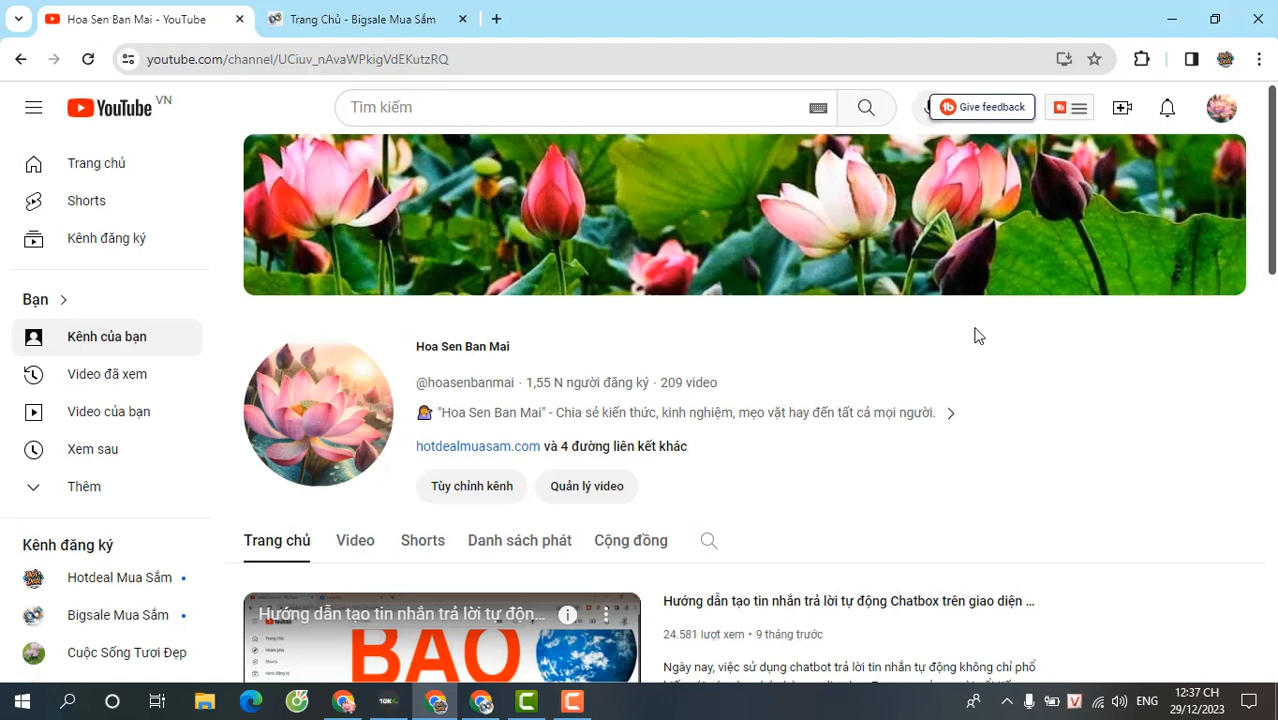 Hoa Sen Ban Mai - YouTube
Trang Chủ - Bigsale Mua Sắm
youtube.com/channel/UCiuv_nAvaWPkigVdEKutzRQ
YouTube VN
Tìm kiếm
Give feedback
Trang chủ
Shorts
Kênh đăng ký
Bạn
Kênh của bạn
Video đã xem
Video của bạn
Xem sau
Thêm
Kênh đăng ký
Hotdeal Mua Sắm
Bigsale Mua Sắm
Cuộc Sống Tươi Đẹp
Hoa Sen Ban Mai
@hoasenbanmai · 1,55 N người đăng ký · 209 video
"Hoa Sen Ban Mai" - Chia sẻ kiến thức, kinh nghiệm, mẹo vặt hay đến tất cả mọi người.
hotdealmuasam.com và 4 đường liên kết khác
Tùy chỉnh kênh
Quản lý video
Trang chủ
Video
Shorts
Danh sách phát
Cộng đồng
Hướng dẫn tạo tin nhắn trả lời tự độn...
BAO
Hướng dẫn tạo tin nhắn trả lời tự động Chatbox trên giao diện ...
24.581 lượt xem • 9 tháng trước
Ngày nay, việc sử dụng chatbot trả lời tin nhắn tự động không chỉ phổ
10K
ENG
12:37 CH
29/12/2023